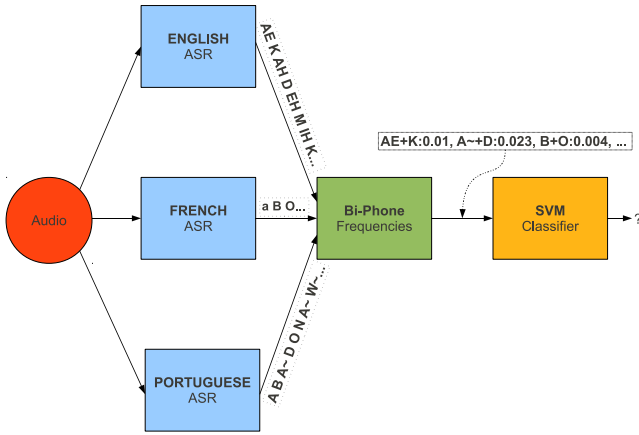 ENGLISH
ASR
AE K AH D EH M IH K...
AE+K:0.01, A~+D:0.023, B+O:0.004, ...
Audio
FRENCH
ASR
a B O...
Bi-Phone
Frequencies
SVM
Classifier
?
A B A~ D O N A~ W~...
PORTUGUESE
ASR